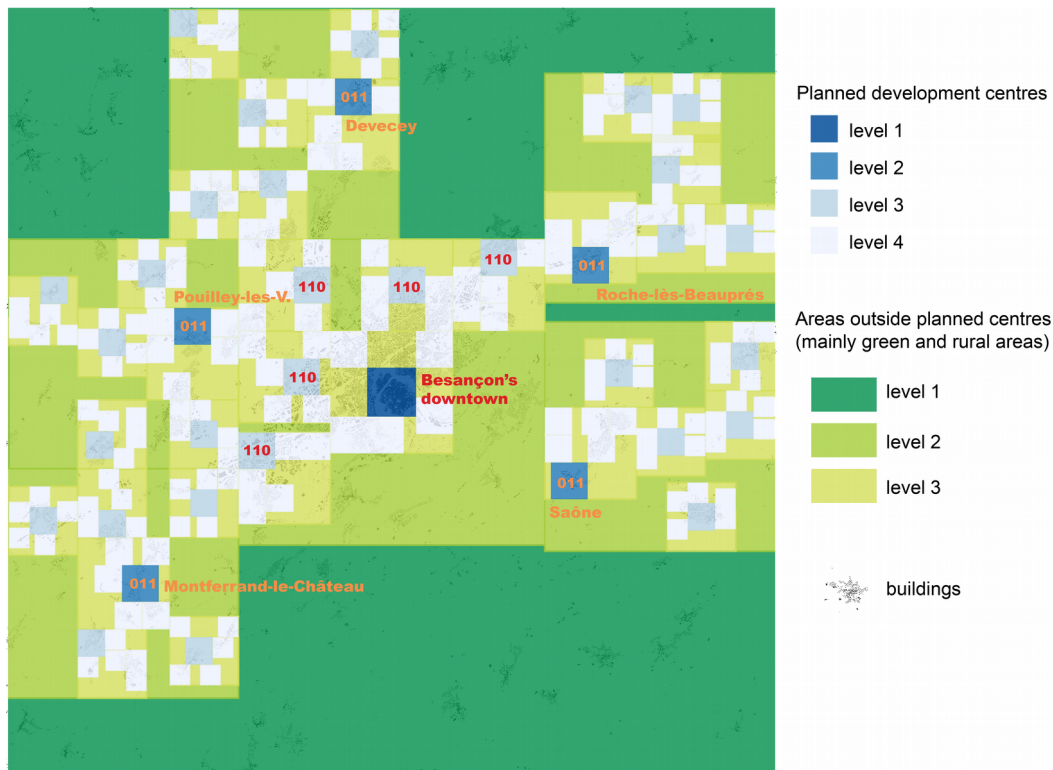 011
Devecey
110
011
Roche-lès-Beauprés
110
110
Pouilley-les-V.
011
110
Besançon's
downtown
110
011
Saône
011
Montferrand-le-Château
Planned development centres
level 1
level 2
level 3
level 4
Areas outside planned centres
(mainly green and rural areas)
level 1
level 2
level 3
buildings